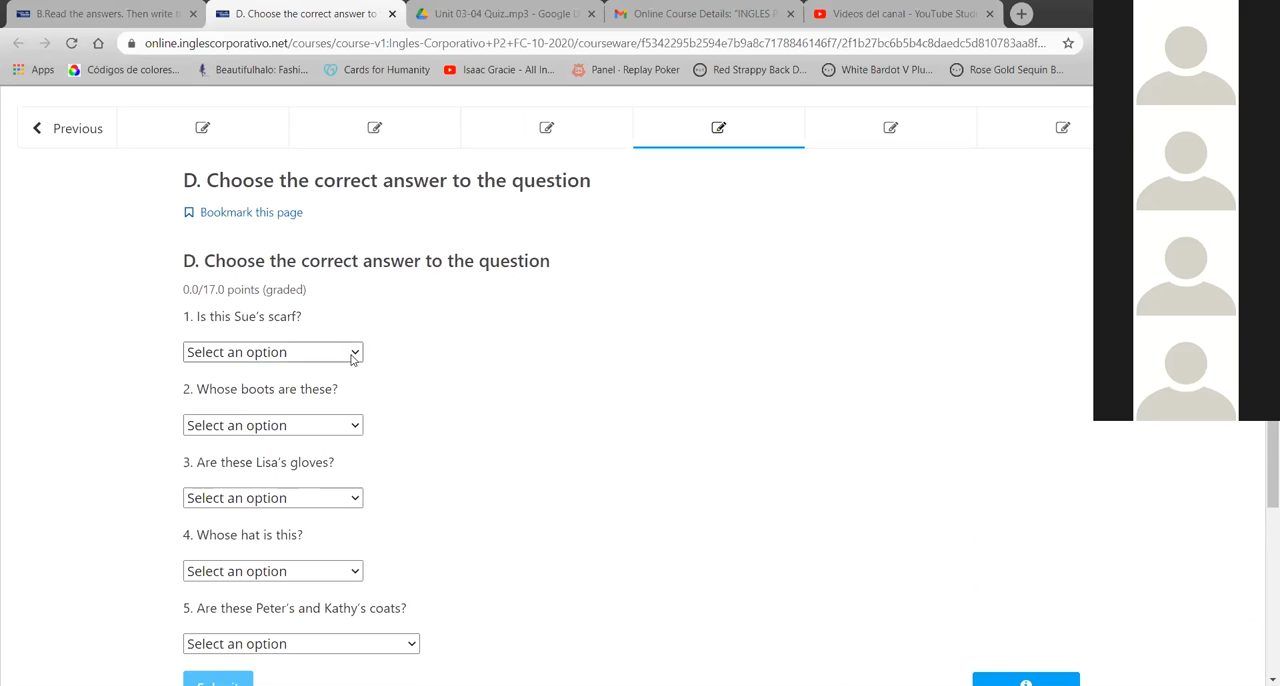 B.Read the answers. Then write t
D. Choose the correct answer to
Unit 03-04 Quiz..mp3 - Google D
Online Course Details: "INGLES P
Videos del canal - YouTube Stud
online.inglescorporativo.net/courses/course-v1:Ingles-Corporativo+P2+FC-10-2020/courseware/f5342295b2594e7b9a8c7178846146f7/2f1b27bc6b5b4c8daedc5d810783aa8f...
Apps
Códigos de colores...
Beautifulhalo: Fashi...
Cards for Humanity
Isaac Gracie - All In...
Panel · Replay Poker
Red Strappy Back D...
White Bardot V Plu...
Rose Gold Sequin B...
Previous
D. Choose the correct answer to the question
Bookmark this page
D. Choose the correct answer to the question
0.0/17.0 points (graded)
1. Is this Sue's scarf?
Select an option
2. Whose boots are these?
Select an option
3. Are these Lisa's gloves?
Select an option
4. Whose hat is this?
Select an option
5. Are these Peter's and Kathy's coats?
Select an option